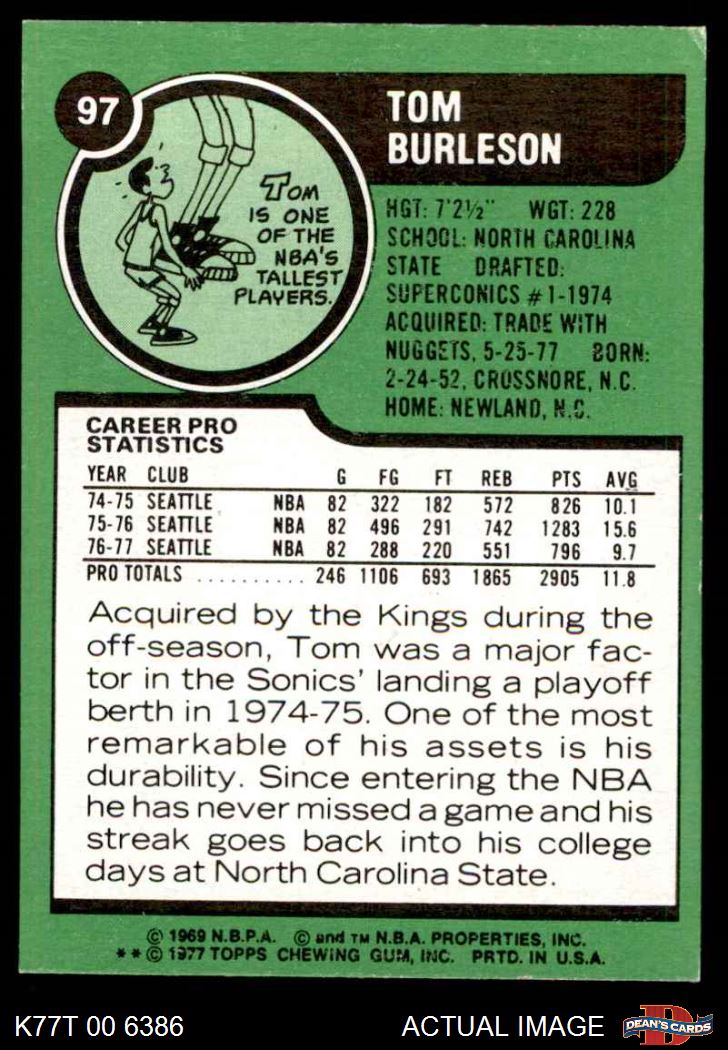 97
TOM
BURLESON
TOM
IS ONE
OF THE
NBA'S
TALLEST
PLAYERS.
HGT: 7'2½" WGT: 228
SCHOOL: NORTH CAROLINA
STATE DRAFTED:
SUPERCONICS #1-1974
ACQUIRED: TRADE WITH
NUGGETS, 5-25-77 BORN:
2-24-52, CROSSNORE, N.C.
HOME: NEWLAND, N.C.
CAREER PRO
STATISTICS
YEAR CLUB G FG FT REB PTS AVG
74-75 SEATTLE NBA 82 322 182 572 826 10.1
75-76 SEATTLE NBA 82 496 291 742 1283 15.6
76-77 SEATTLE NBA 82 288 220 551 796 9.7
PRO TOTALS .......... 246 1106 693 1865 2905 11.8
Acquired by the Kings during the
off-season, Tom was a major fac-
tor in the Sonics' landing a playoff
berth in 1974-75. One of the most
remarkable of his assets is his
durability. Since entering the NBA
he has never missed a game and his
streak goes back into his college
days at North Carolina State.
© 1969 N.B.P.A. © and TM N.B.A. PROPERTIES, INC.
**© 1977 TOPPS CHEWING GUM, INC. PRTD. IN U.S.A.
K77T 00 6386 ACTUAL IMAGE
D
DEAN'S CARDS